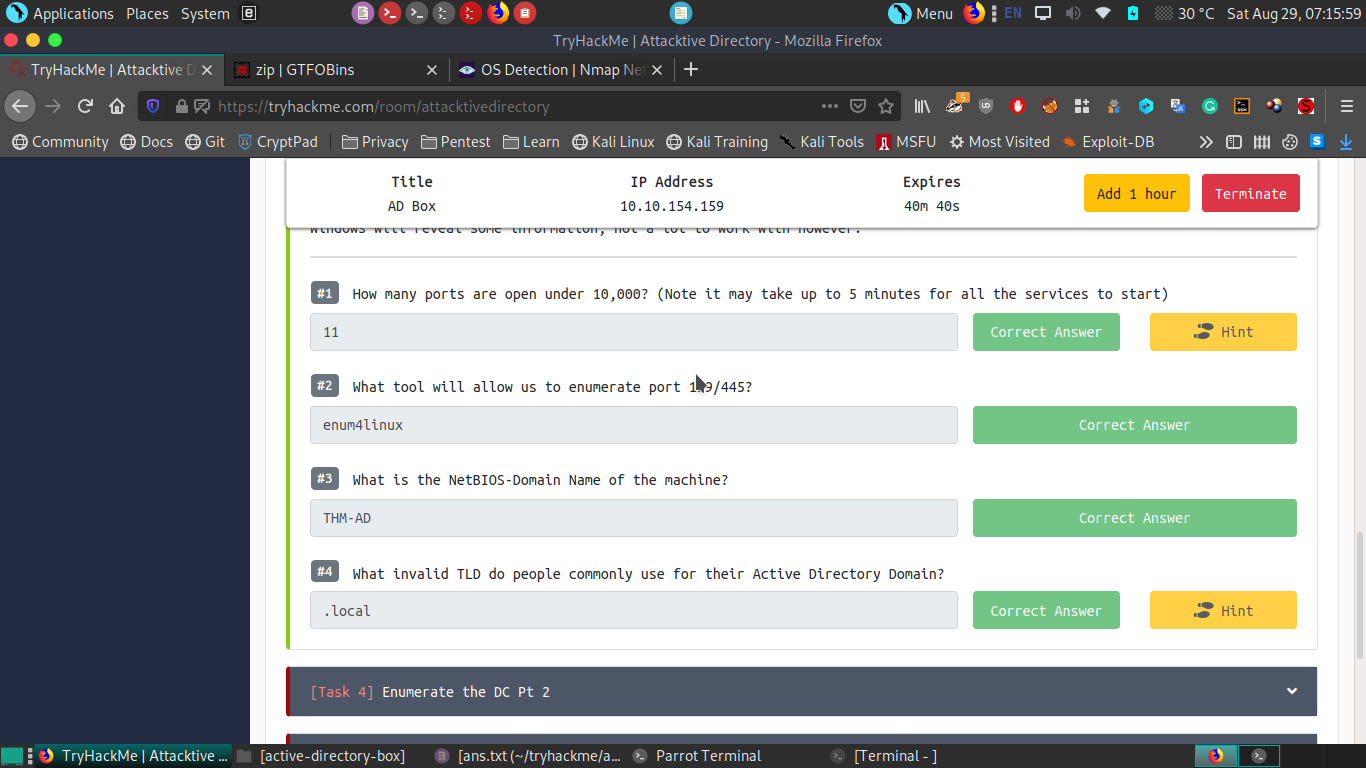 Applications Places System Menu EN 30 °C Sat Aug 29, 07:15:59
TryHackMe | Attacktive Directory - Mozilla Firefox
TryHackMe | Attacktive D zip | GTFOBins OS Detection | Nmap Ne
https://tryhackme.com/room/attacktivedirectory 5
Community Docs Git CryptPad Privacy Pentest Learn Kali Linux Kali Training Kali Tools MSFU Most Visited Exploit-DB
Title IP Address Expires
AD Box 10.10.154.159 40m 40s
Add 1 hour Terminate
Windows will reveal some information, not a lot to work with however.
#1 How many ports are open under 10,000? (Note it may take up to 5 minutes for all the services to start)
11 Correct Answer Hint
#2 What tool will allow us to enumerate port 139/445?
enum4linux Correct Answer
#3 What is the NetBIOS-Domain Name of the machine?
THM-AD Correct Answer
#4 What invalid TLD do people commonly use for their Active Directory Domain?
.local Correct Answer Hint
[Task 4] Enumerate the DC Pt 2
TryHackMe | Attacktive ... [active-directory-box] [ans.txt (~/tryhackme/a... Parrot Terminal [Terminal - ]